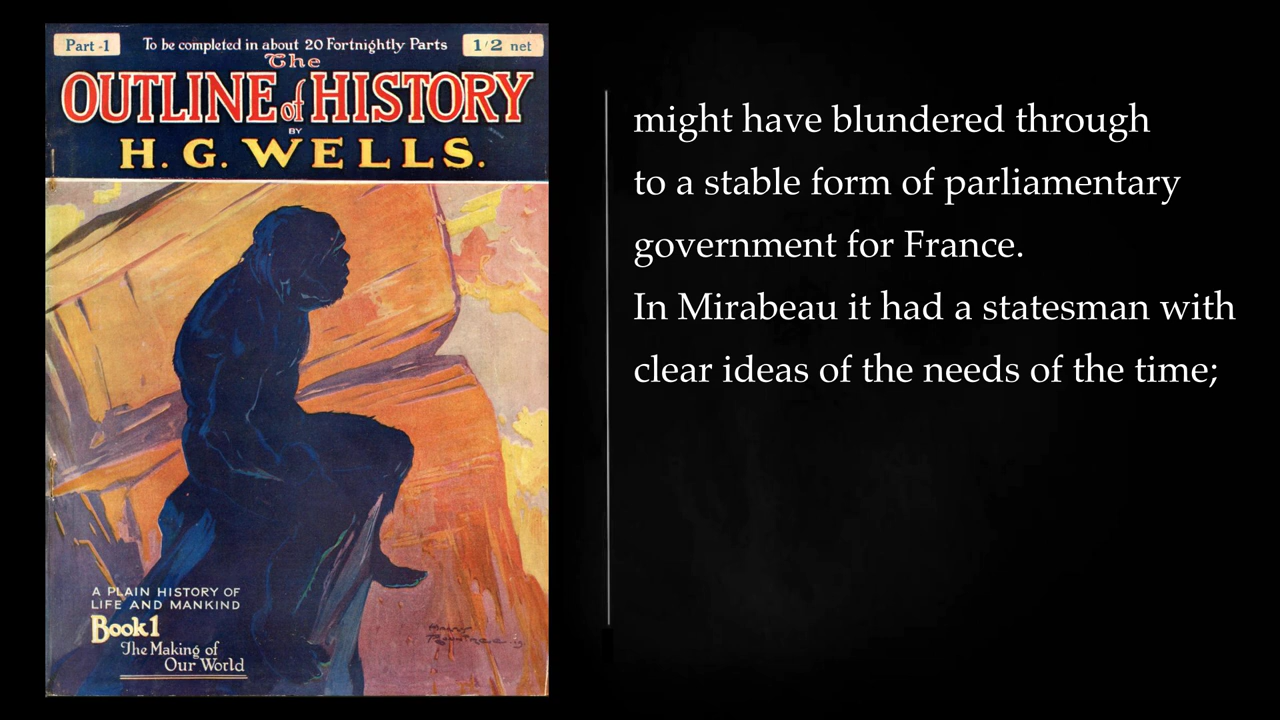 Part -1
To be completed in about 20 Fortnightly Parts
1/2 net
The
OUTLINE of HISTORY
BY
H. G. WELLS.
A PLAIN HISTORY OF
LIFE AND MANKIND
Book 1
The Making of
Our World
might have blundered through
to a stable form of parliamentary
government for France.
In Mirabeau it had a statesman with
clear ideas of the needs of the time;